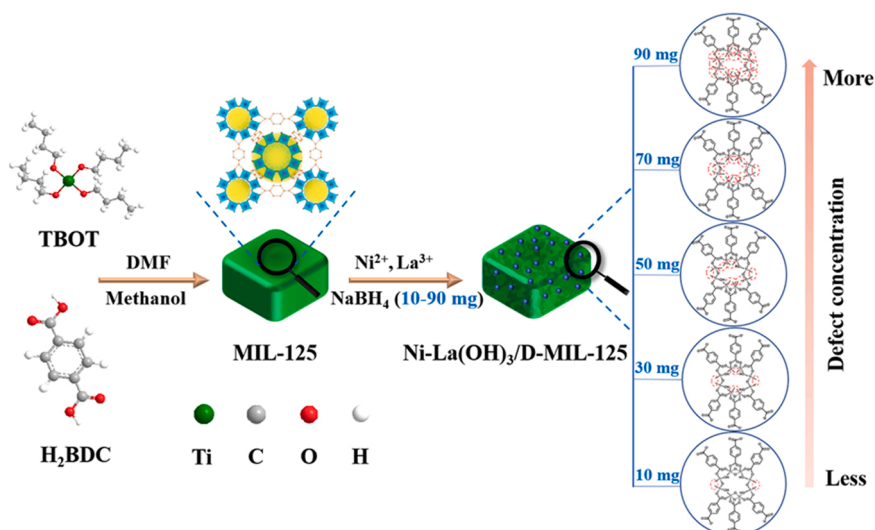 TBOT
H₂BDC
DMF
Methanol
MIL-125
Ni²⁺, La³⁺
NaBH₄ (10-90 mg)
Ni-La(OH)₃/D-MIL-125
Ti
C
O
H
90 mg
70 mg
50 mg
30 mg
10 mg
More
Defect concentration
Less